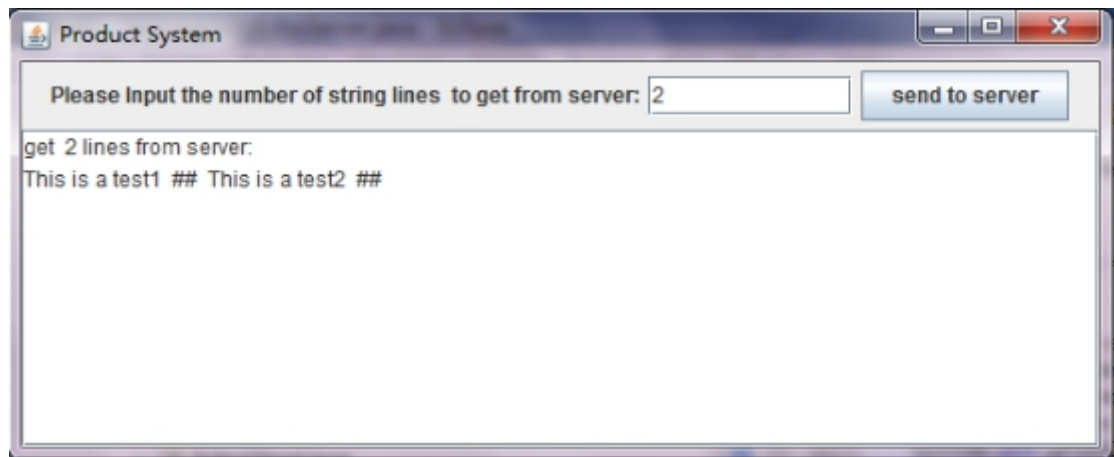 Product System
Please Input the number of string lines to get from server: 2 send to server
get 2 lines from server:
This is a test1 ## This is a test2 ##